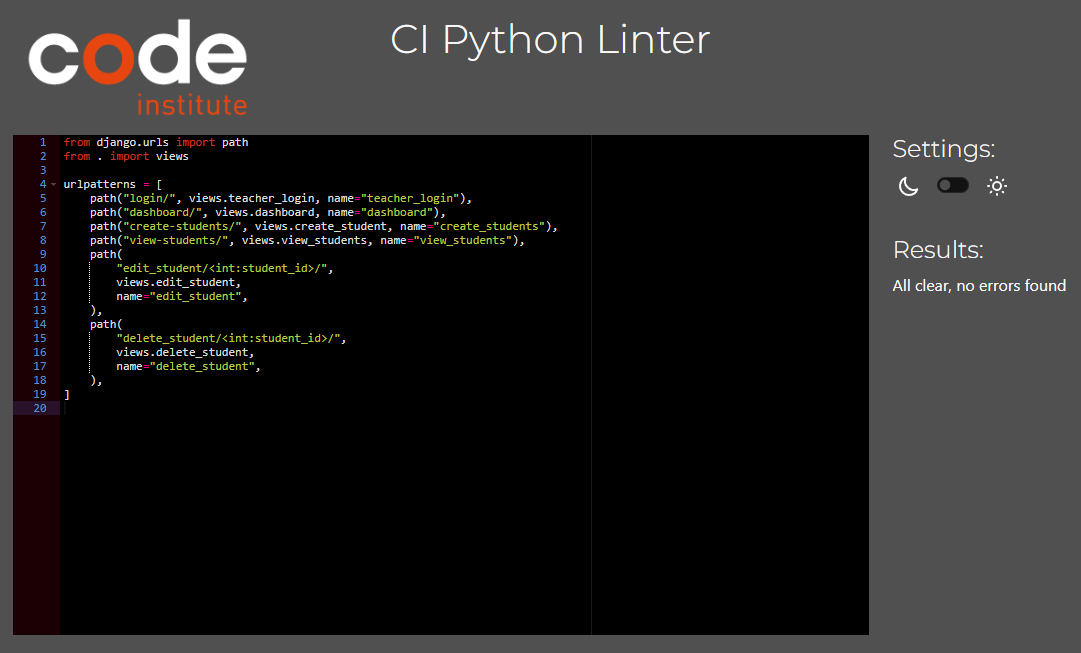 code
institute
CI Python Linter
1 from django.urls import path
2 from . import views
3
4 urlpatterns = [
5     path("login/", views.teacher_login, name="teacher_login"),
6     path("dashboard/", views.dashboard, name="dashboard"),
7     path("create-students/", views.create_student, name="create_students"),
8     path("view-students/", views.view_students, name="view_students"),
9     path(
10         "edit_student/<int:student_id>/",
11         views.edit_student,
12         name="edit_student",
13     ),
14     path(
15         "delete_student/<int:student_id>/",
16         views.delete_student,
17         name="delete_student",
18     ),
19 ]
20
Settings:
Results:
All clear, no errors found